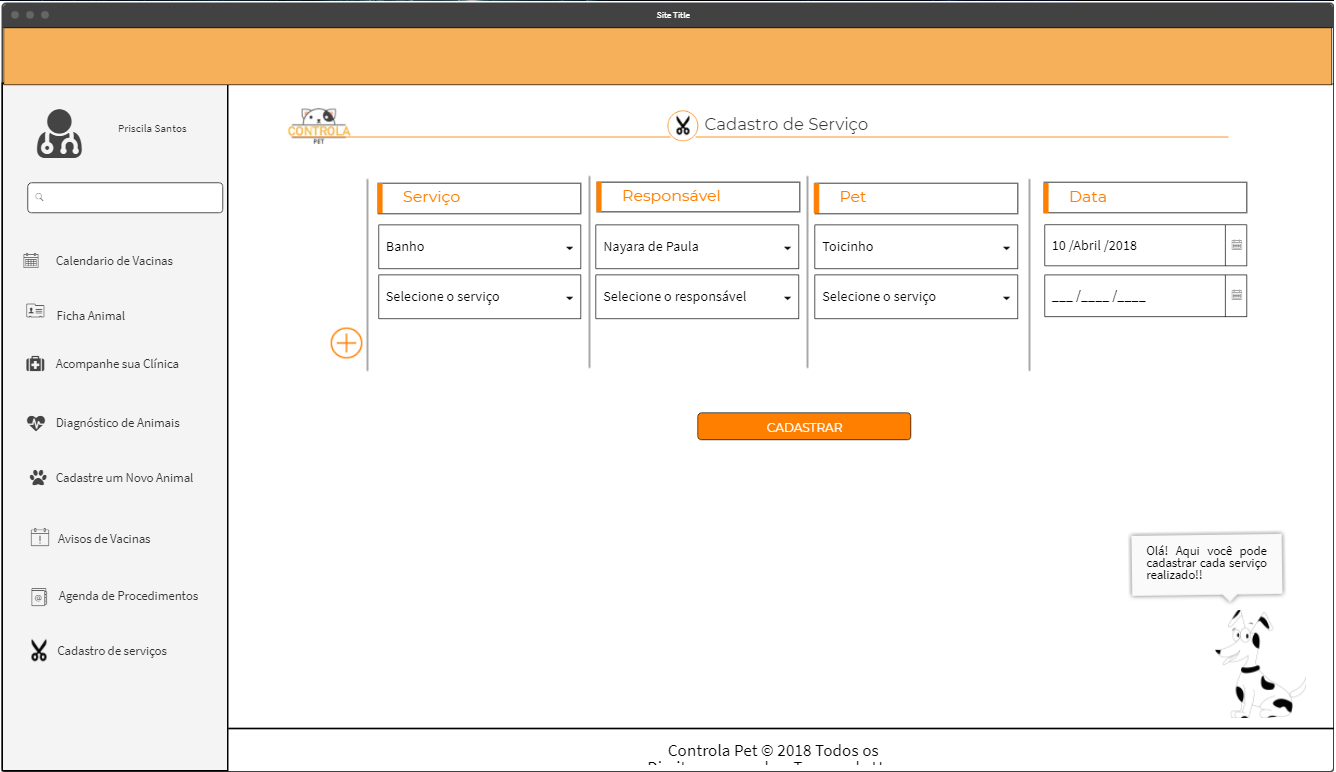 Site Title
Priscila Santos
Calendario de Vacinas
Ficha Animal
Acompanhe sua Clínica
Diagnóstico de Animais
Cadastre um Novo Animal
Avisos de Vacinas
Agenda de Procedimentos
Cadastro de serviços
CONTROLA
PET
Cadastro de Serviço
Serviço Responsável Pet Data
Banho Nayara de Paula Toicinho 10 /Abril /2018
Selecione o serviço Selecione o responsável Selecione o serviço ___ /____ /____
CADASTRAR
Olá! Aqui você pode
cadastrar cada serviço
realizado!!
Controla Pet © 2018 Todos os